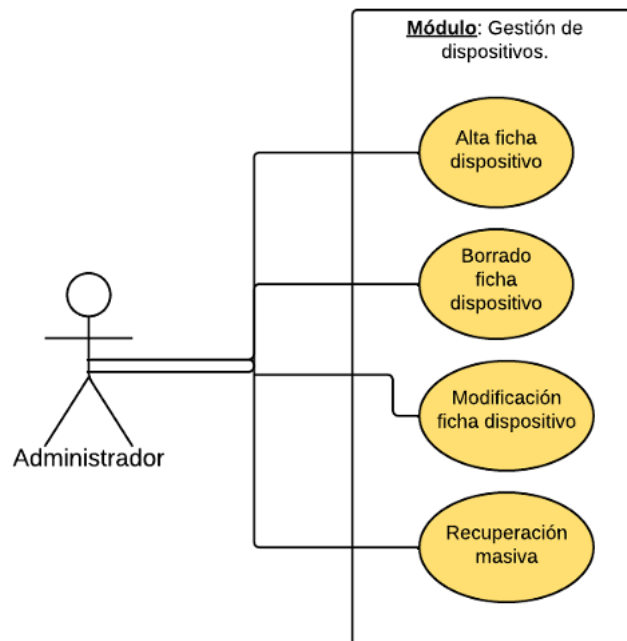 Módulo: Gestión de
dispositivos.
Alta ficha
dispositivo
Borrado
ficha
dispositivo
Modificación
ficha dispositivo
Administrador
Recuperación
masiva